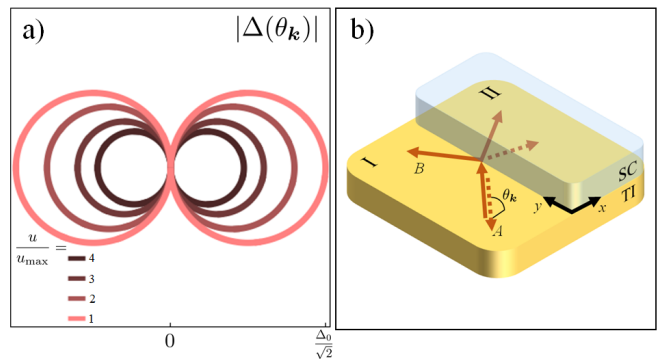 a)
|Δ(θ_k)|
u/u_max =
4
3
2
1
0
Δ_0/√2
b)
I
II
B
A
θ_k
SC
TI
y
x